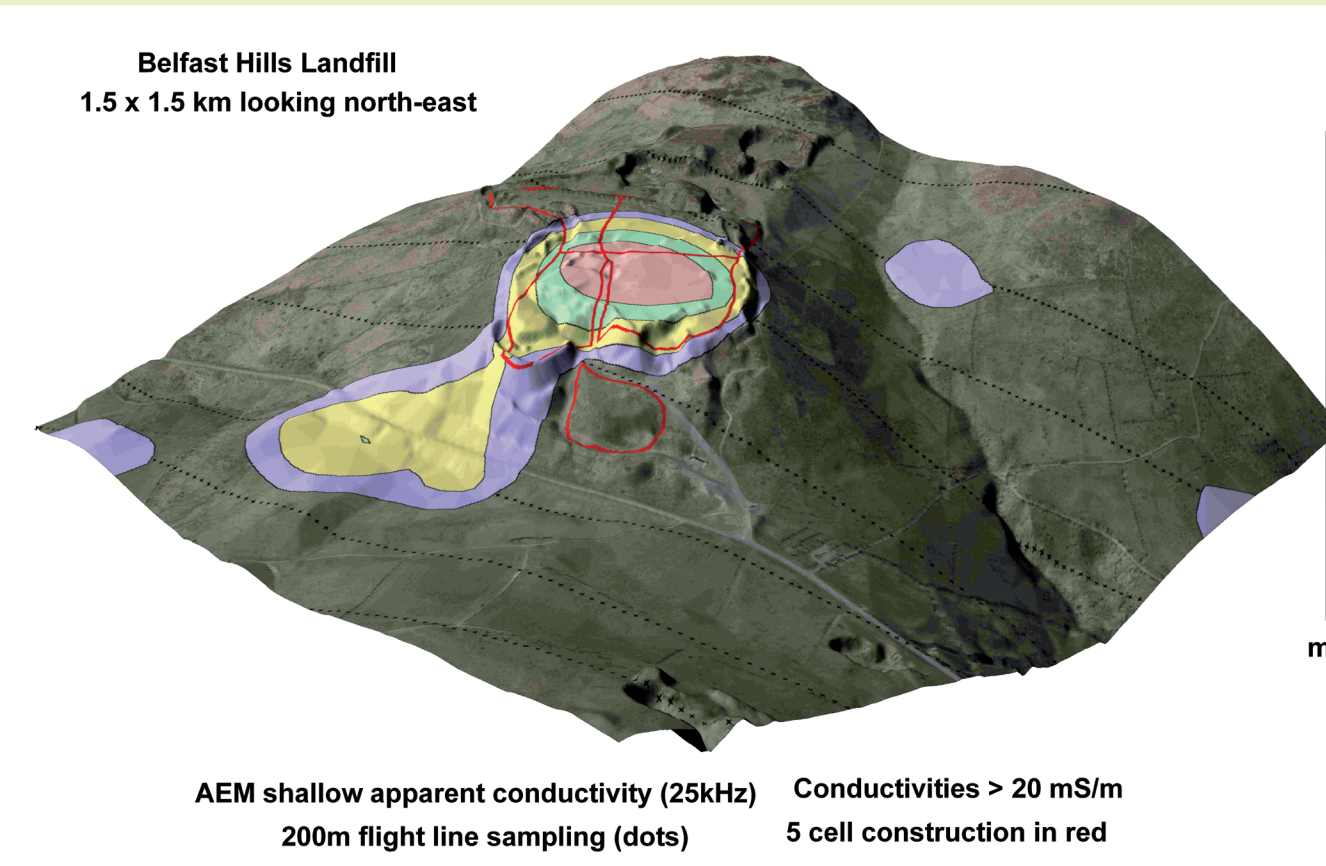 Belfast Hills Landfill
1.5 x 1.5 km looking north-east
AEM shallow apparent conductivity (25kHz)
200m flight line sampling (dots)
Conductivities > 20 mS/m
5 cell construction in red